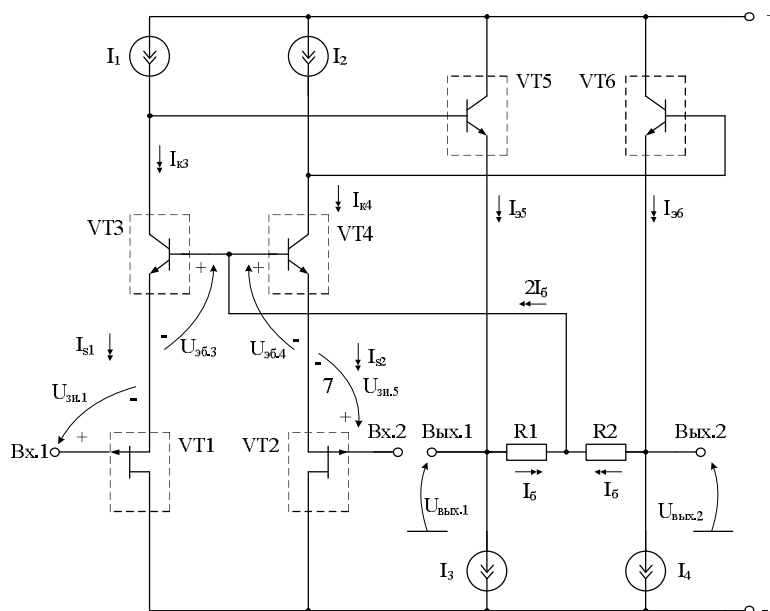 +
I₁
I₂
VT5
VT6
Iк3
Iк4
Iэ5
Iэ6
VT3
VT4
+
+
2Iб
-
-
Uэб.3
Uэб.4
Is1
Is2
-
7
Uзи.1
-
Uзи.5
+
+
Вх.1
VT1
VT2
Вх.2
Вых.1
R1
R2
Вых.2
Iб
Iб
Uвых.1
Uвых.2
I₃
I₄
-